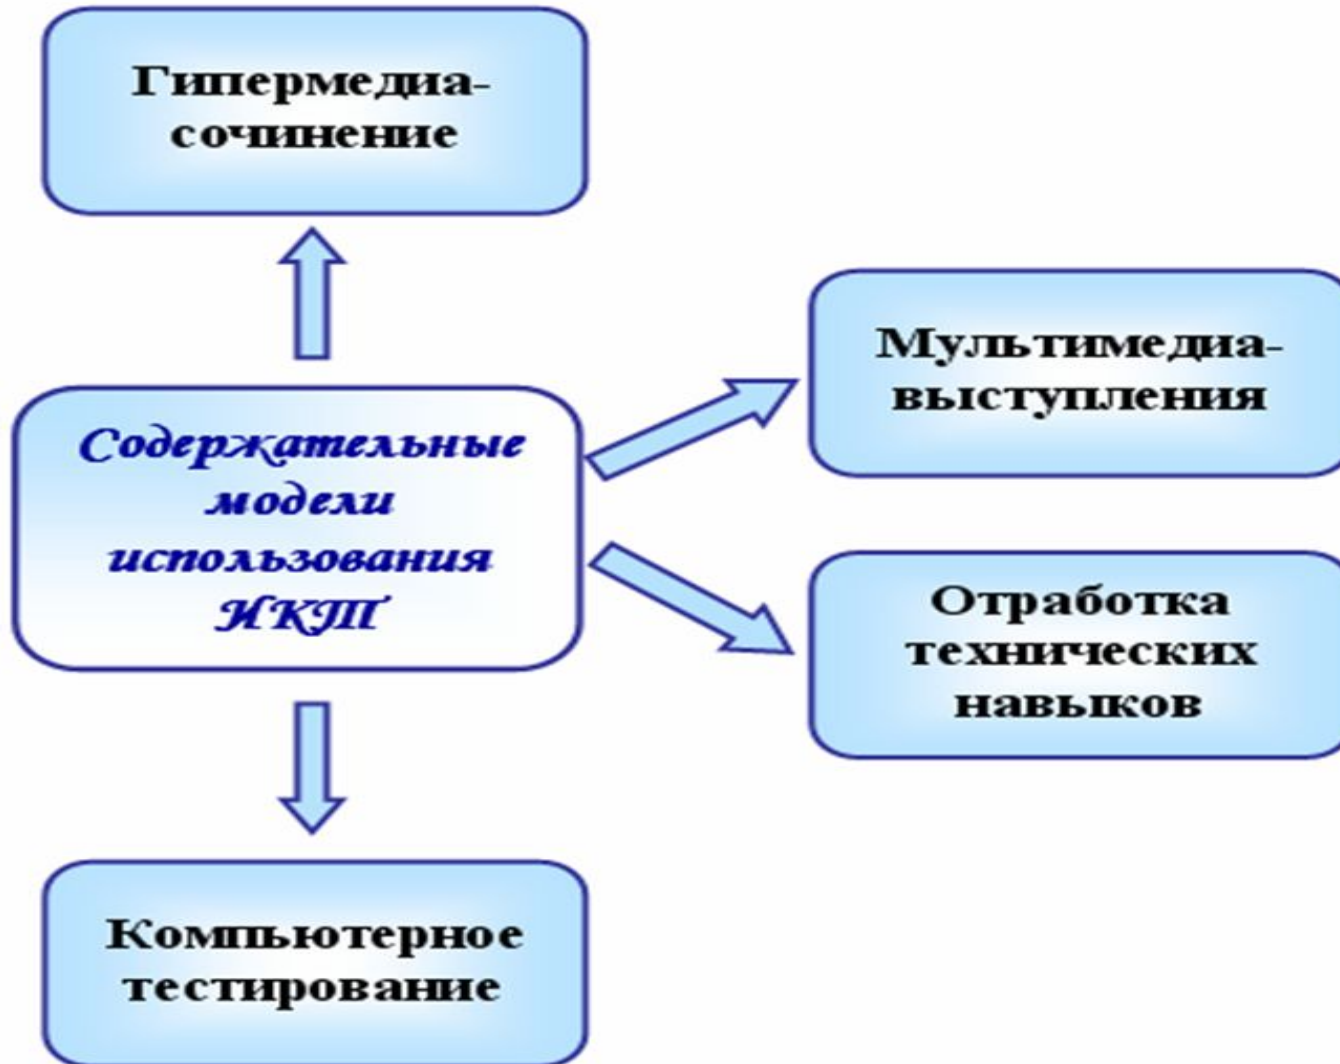 Гипермедиа-
сочинение
Мультимедиа-
выступления
Содержательные
модели
использования
ИКТ
Отработка
технических
навыков
Компьютерное
тестирование